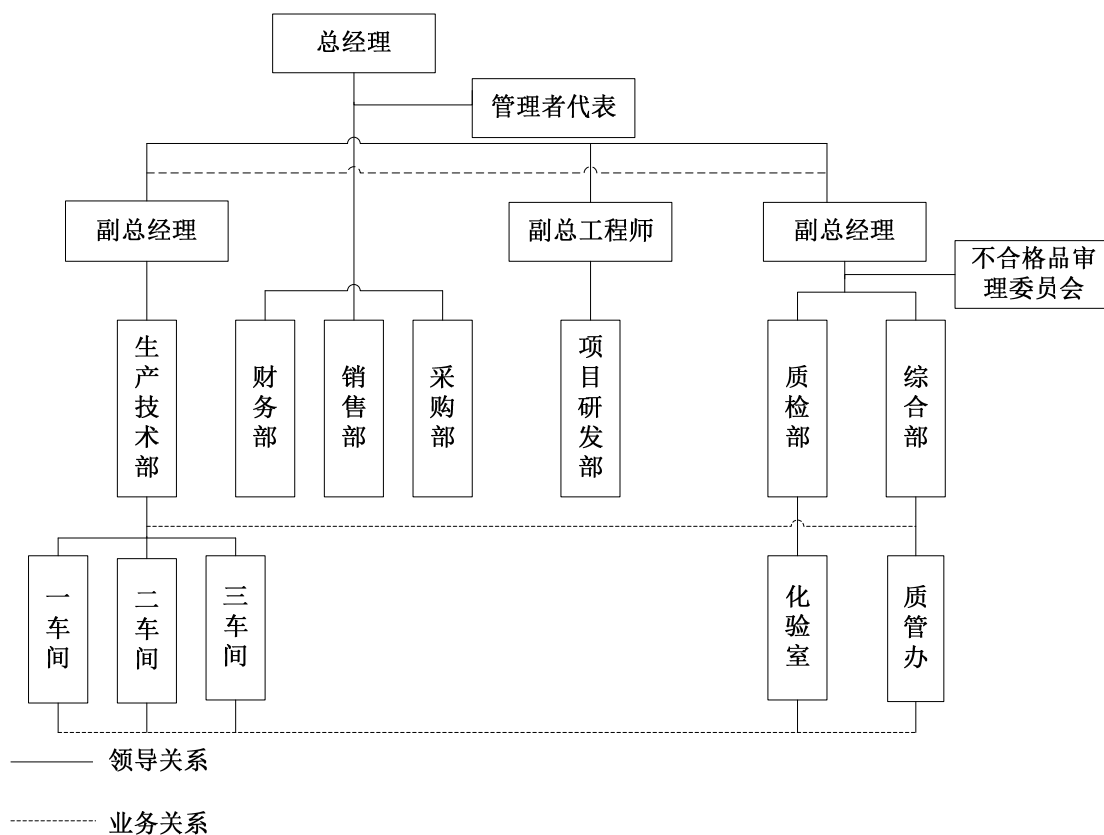 总经理
管理者代表
副总经理
副总工程师
副总经理
不合格品审
理委员会
生产技术部
财务部
销售部
采购部
项目研发部
质检部
综合部
一车间
二车间
三车间
化验室
质管办
领导关系
业务关系